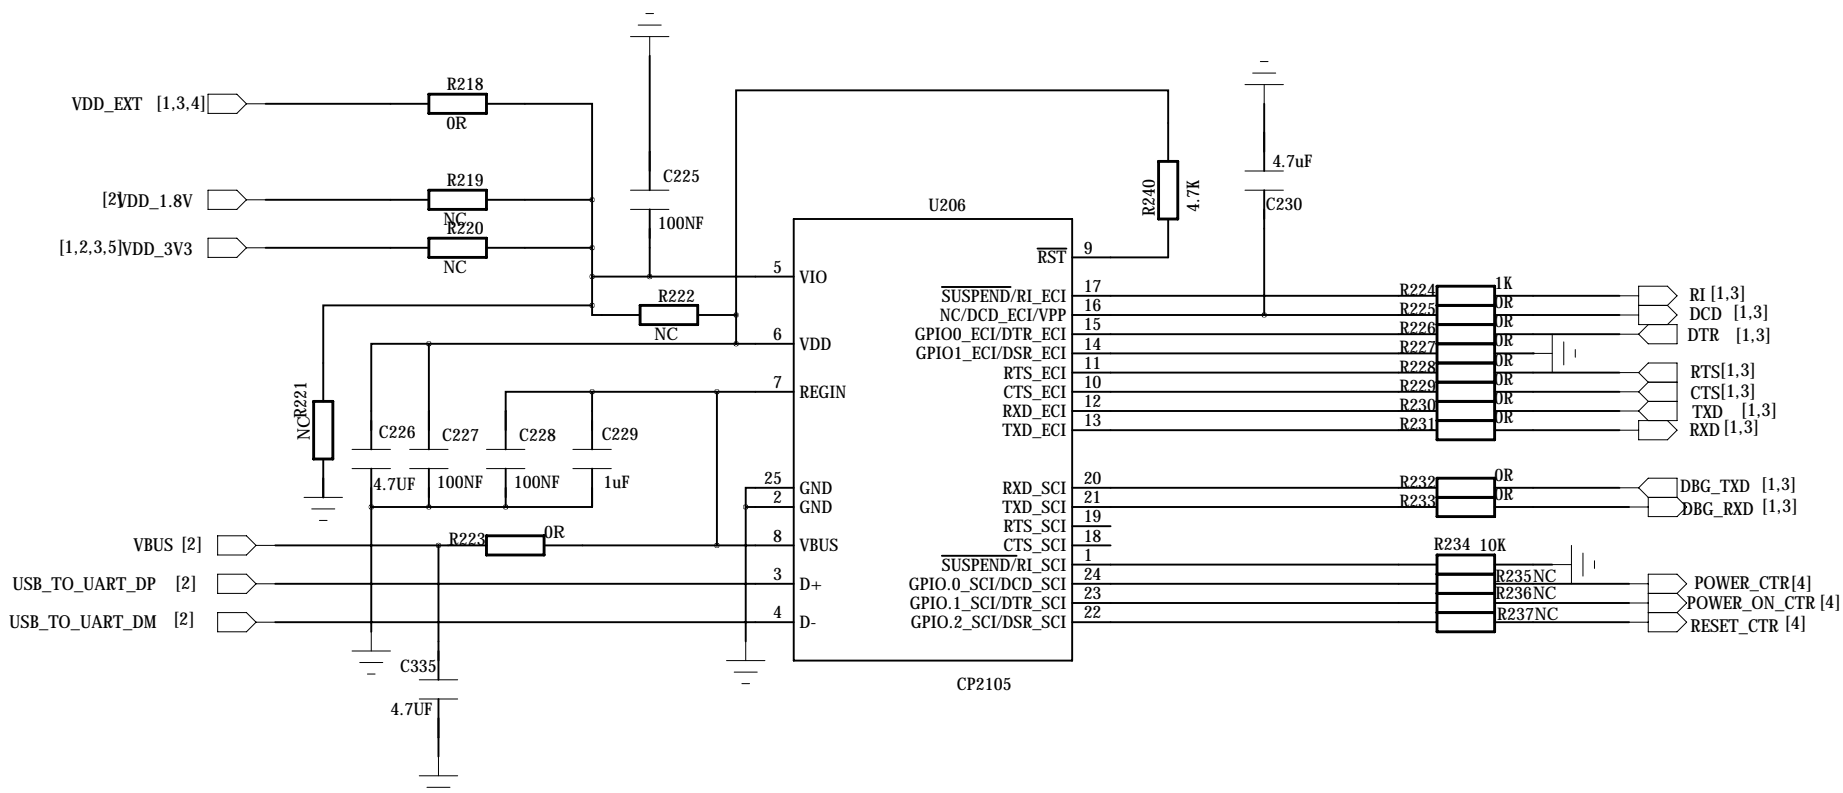 R218
VDD_EXT [1,3,4]
0R
4.7uF
R219
C225
[2]VDD_1.8V
R240
4.7K
NC
C230
U206
R220
100NF
[1,2,3,5]VDD_3V3
NC
9
RST
5
VIO
17
R222
SUSPEND/RI_ECI
R224
1K
RI [1,3]
16
NC/DCD_ECI/VPP
R225
0R
DCD [1,3]
NC
15
GPIO0_ECI/DTR_ECI
R226
0R
DTR [1,3]
6
VDD
14
GPIO1_ECI/DSR_ECI
R227
0R
11
RTS_ECI
R228
0R
RTS[1,3]
7
REGIN
10
CTS_ECI
R229
0R
CTS[1,3]
R221
NC
12
RXD_ECI
R230
0R
TXD [1,3]
13
TXD_ECI
R231
0R
RXD [1,3]
C226
C227
C228
C229
4.7UF
100NF
100NF
1uF
25
GND
20
RXD_SCI
R232
0R
DBG_TXD [1,3]
2
GND
21
TXD_SCI
R233
0R
DBG_RXD [1,3]
19
RTS_SCI
VBUS [2]
R223
0R
8
VBUS
18
CTS_SCI
R234 10K
1
SUSPEND/RI_SCI
USB_TO_UART_DP [2]
3
D+
24
GPIO.0_SCI/DCD_SCI
R235NC
POWER_CTR[4]
23
GPIO.1_SCI/DTR_SCI
R236NC
POWER_ON_CTR [4]
USB_TO_UART_DM [2]
4
D-
22
GPIO.2_SCI/DSR_SCI
R237NC
RESET_CTR [4]
C335
CP2105
4.7UF